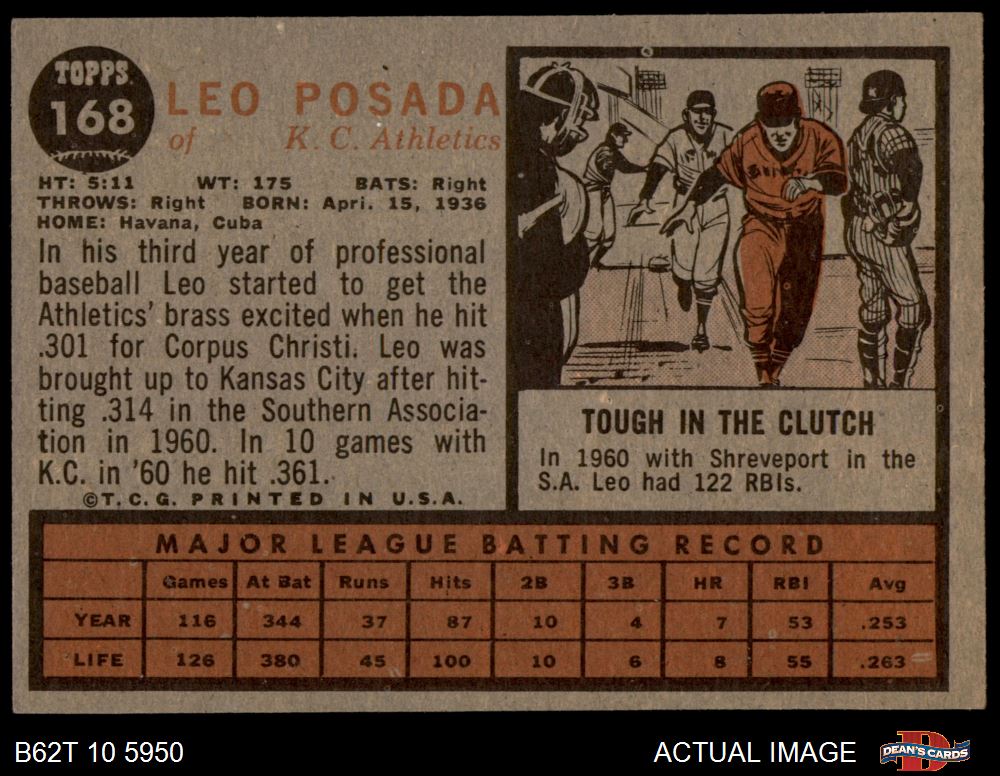 TOPPS
168
LEO POSADA
of K. C. Athletics
HT: 5:11 WT: 175 BATS: Right
THROWS: Right BORN: Apri. 15, 1936
HOME: Havana, Cuba
In his third year of professional
baseball Leo started to get the
Athletics' brass excited when he hit
.301 for Corpus Christi. Leo was
brought up to Kansas City after hit-
ting .314 in the Southern Associa-
tion in 1960. In 10 games with
K.C. in '60 he hit .361.
©T.C.G. PRINTED IN U.S.A.
TOUGH IN THE CLUTCH
In 1960 with Shreveport in the
S.A. Leo had 122 RBIs.
MAJOR LEAGUE BATTING RECORD
Games At Bat Runs Hits 2B 3B HR RBI Avg
YEAR 116 344 37 87 10 4 7 53 .253
LIFE 126 380 45 100 10 6 8 55 .263
B62T 10 5950
ACTUAL IMAGE
D
DEAN'S CARDS